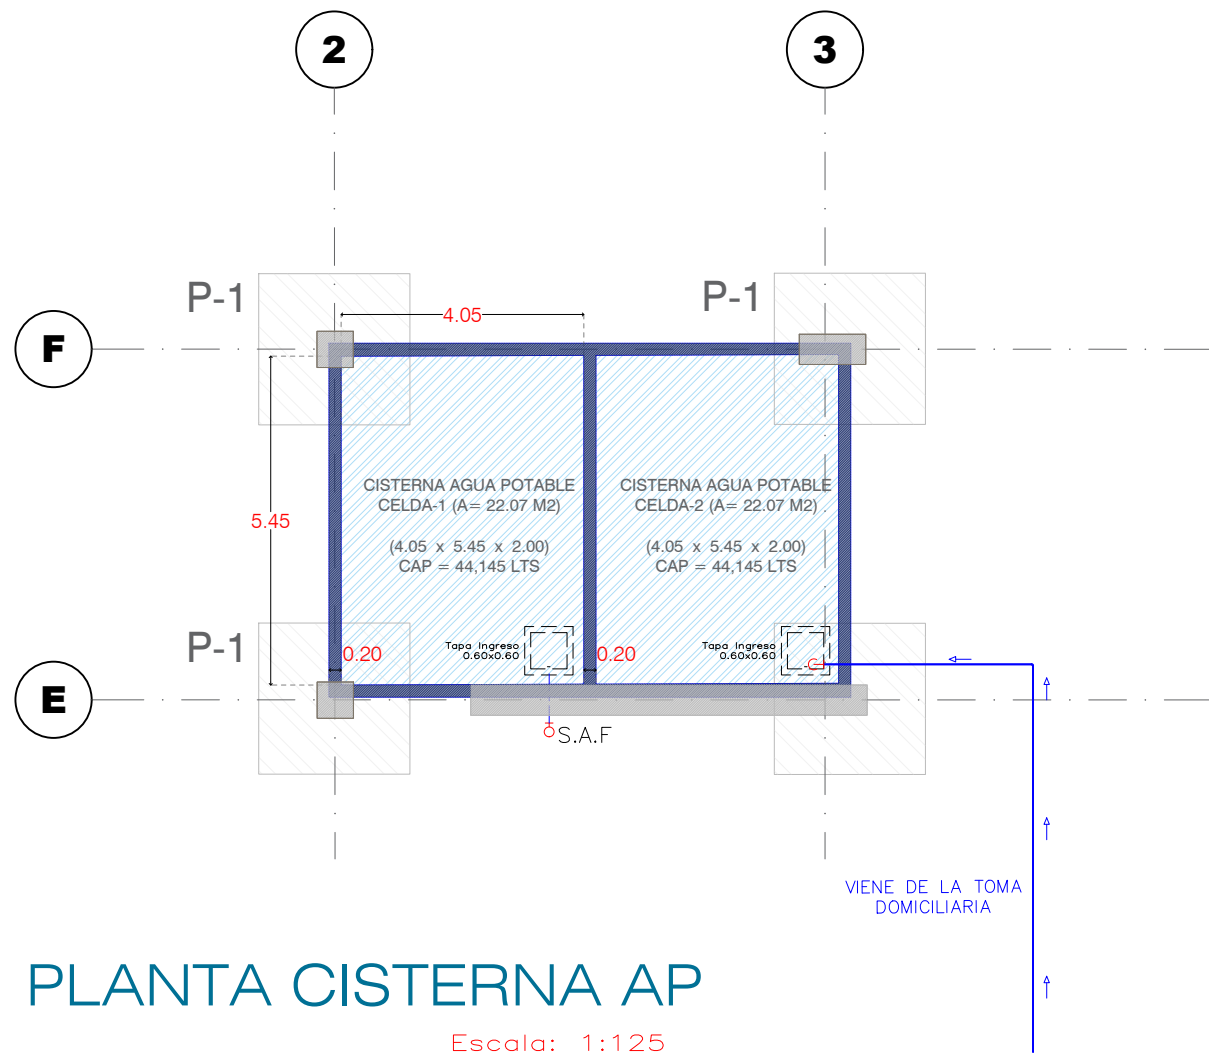 2
3
P-1
P-1
4.05
F
CISTERNA AGUA POTABLE
CELDA-1 (A= 22.07 M2)
(4.05 x 5.45 x 2.00)
CAP = 44,145 LTS
CISTERNA AGUA POTABLE
CELDA-2 (A= 22.07 M2)
(4.05 x 5.45 x 2.00)
CAP = 44,145 LTS
5.45
P-1
0.20
Tapa Ingreso
0.60x0.60
0.20
Tapa Ingreso
0.60x0.60
E
S.A.F
VIENE DE LA TOMA
DOMICILIARIA
PLANTA CISTERNA AP
Escala: 1:125